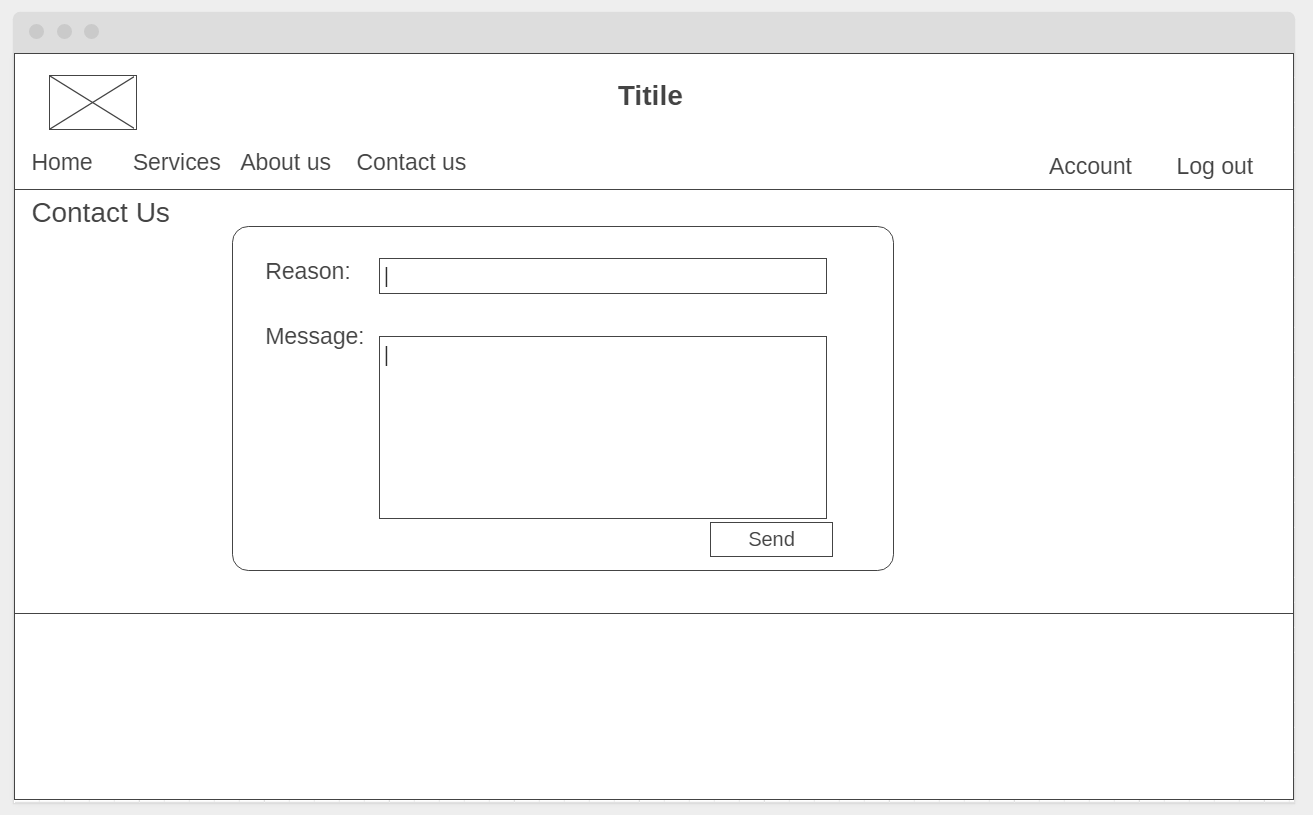 Titile
Home Services About us Contact us Account Log out
Contact Us
Reason:
Message:
Send